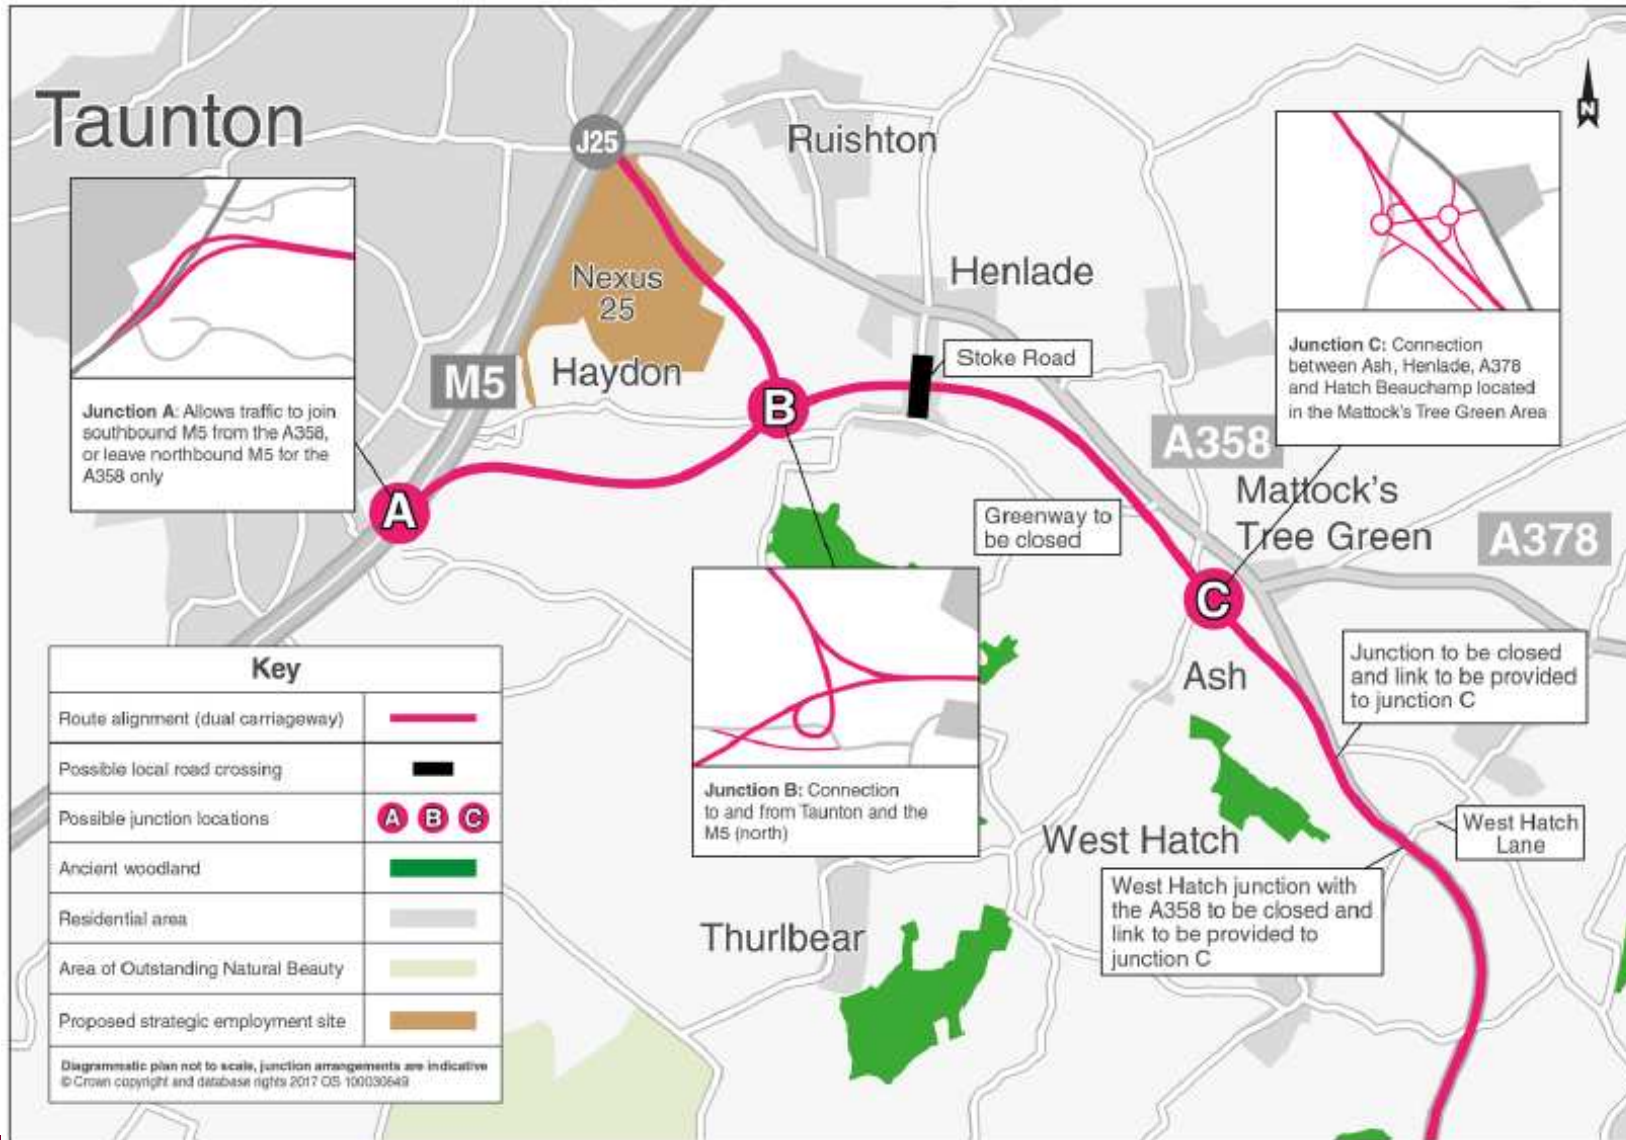 Taunton
J25
Ruishton
N
Nexus
25
Henlade
Haydon
M5
Stoke Road
Junction A: Allows traffic to join
southbound M5 from the A358,
or leave northbound M5 for the
A358 only
A
B
Junction C: Connection
between Ash, Henlade, A378
and Hatch Beauchamp located
in the Mattock's Tree Green Area
A358
Mattock's
Tree Green
A378
Greenway to
be closed
C
Ash
Junction to be closed
and link to be provided
to junction C
Junction B: Connection
to and from Taunton and the
M5 (north)
West Hatch
West Hatch
Lane
West Hatch junction with
the A358 to be closed and
link to be provided to
junction C
Thurlbear
Key
Route alignment (dual carriageway)
Possible local road crossing
Possible junction locations A B C
Ancient woodland
Residential area
Area of Outstanding Natural Beauty
Proposed strategic employment site
Diagrammatic plan not to scale, junction arrangements are indicative
© Crown copyright and database rights 2017 OS 100030649